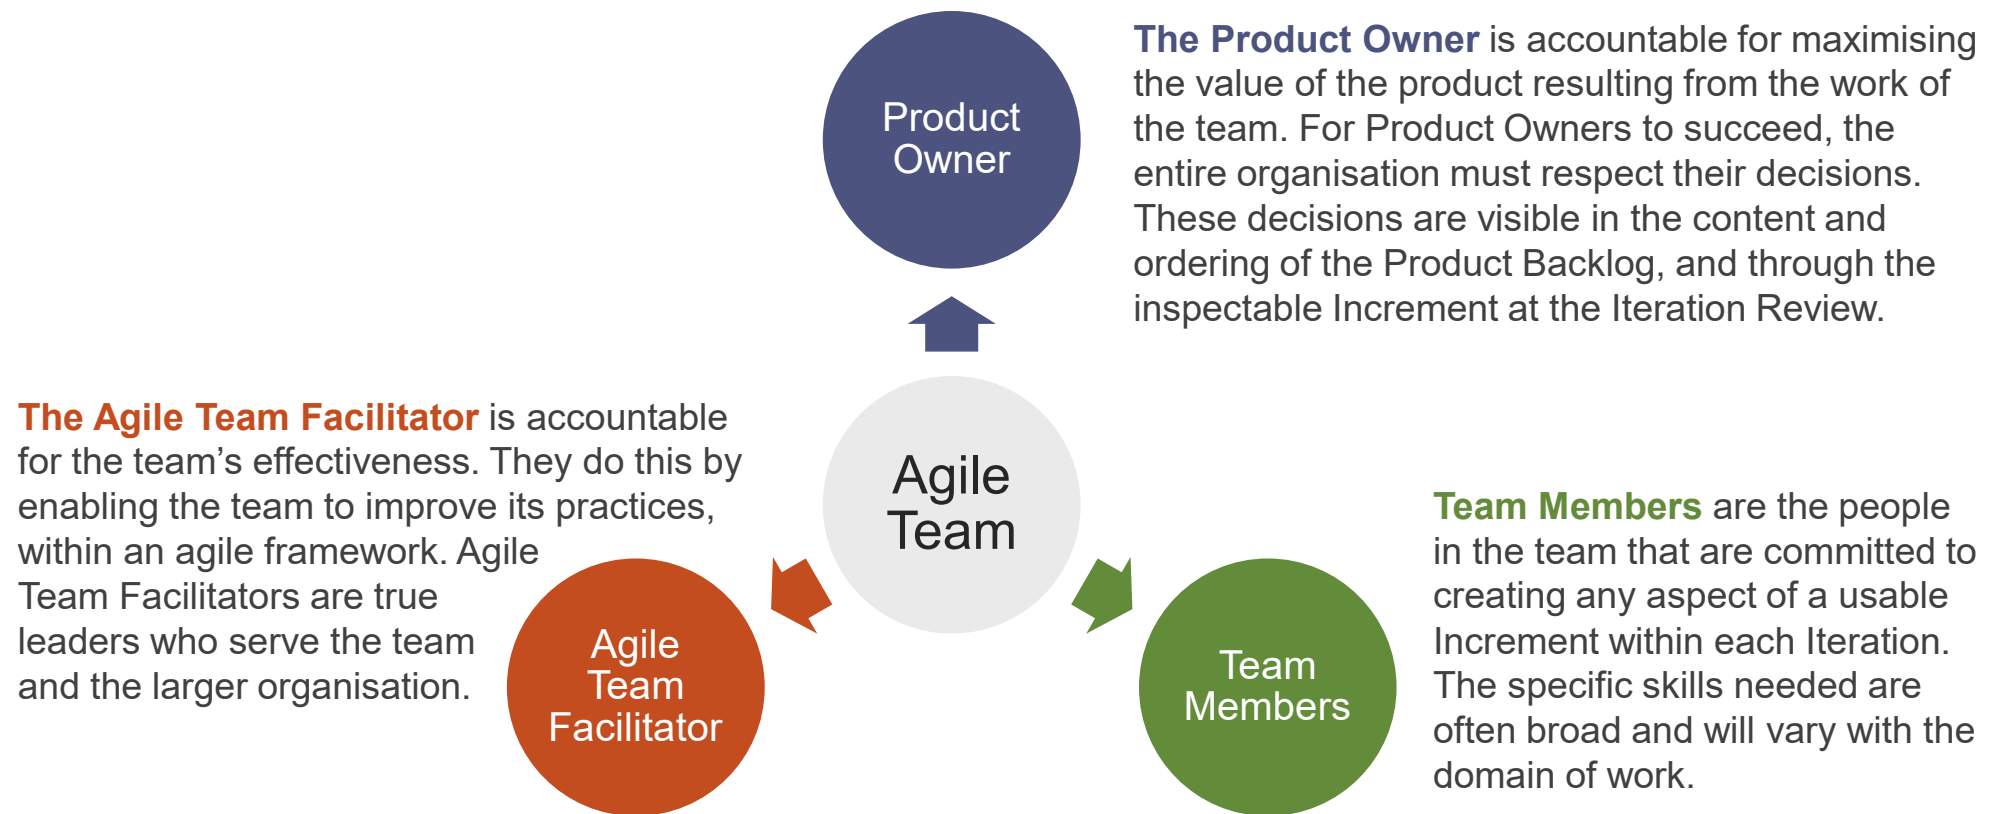 Product
Owner
The Product Owner is accountable for maximising
the value of the product resulting from the work of
the team. For Product Owners to succeed, the
entire organisation must respect their decisions.
These decisions are visible in the content and
ordering of the Product Backlog, and through the
inspectable Increment at the Iteration Review.
The Agile Team Facilitator is accountable
for the team’s effectiveness. They do this by
enabling the team to improve its practices,
within an agile framework. Agile
Team Facilitators are true
leaders who serve the team
and the larger organisation.
Agile
Team
Agile
Team
Facilitator
Team
Members
Team Members are the people
in the team that are committed to
creating any aspect of a usable
Increment within each Iteration.
The specific skills needed are
often broad and will vary with the
domain of work.